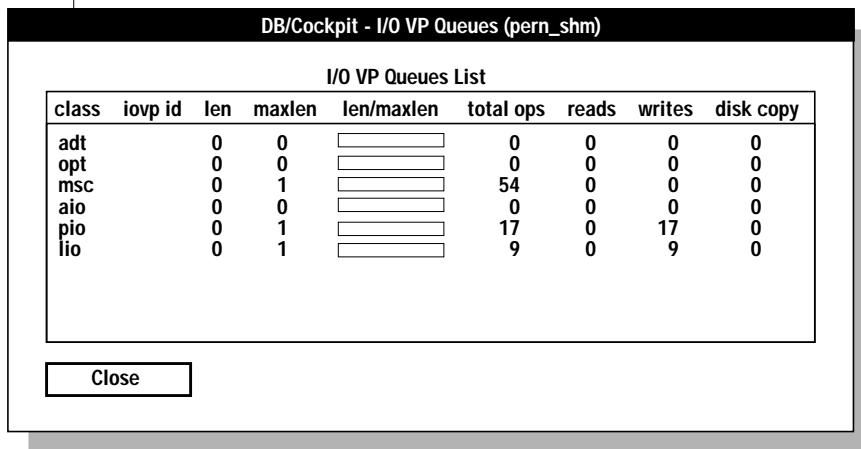 DB/Cockpit - I/O VP Queues (pern_shm)
I/O VP Queues List
class iovp id len maxlen len/maxlen total ops reads writes disk copy
adt 0 0 0 0 0 0
opt 0 0 0 0 0 0
msc 0 1 54 0 0 0
aio 0 0 0 0 0 0
pio 0 1 17 0 17 0
lio 0 1 9 0 9 0
Close